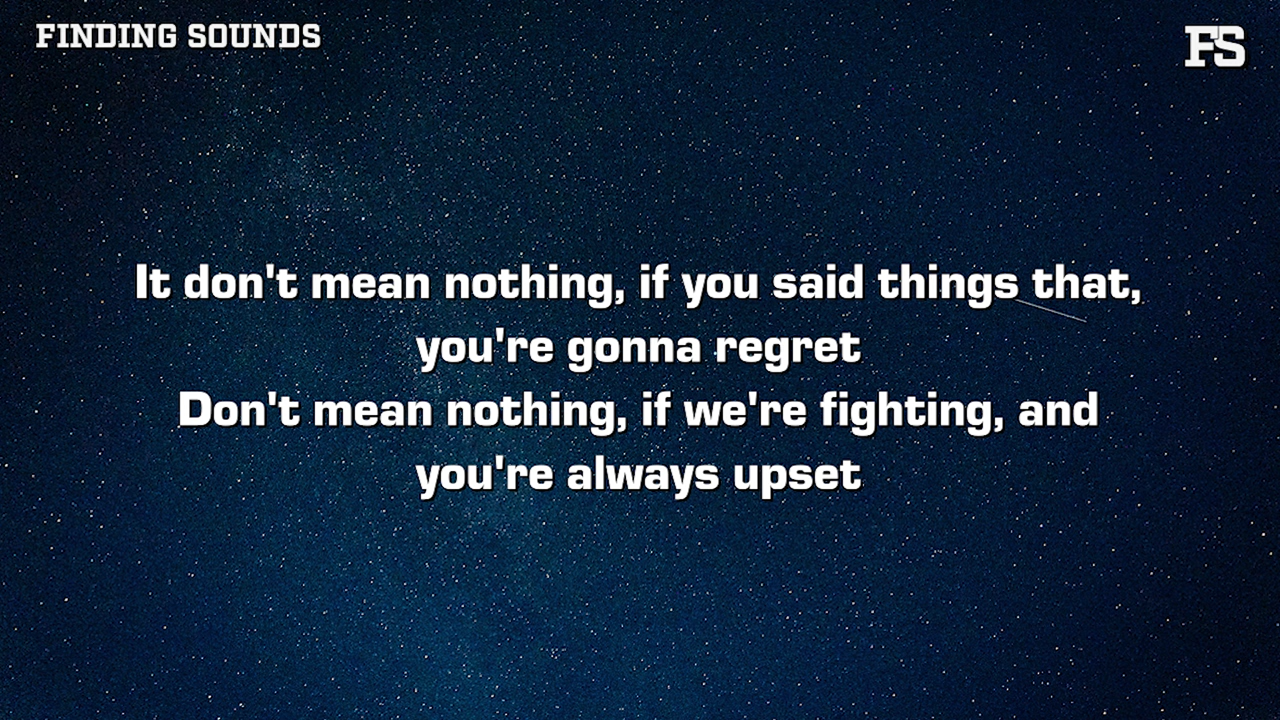 FINDING SOUNDS
FS
It don't mean nothing, if you said things that,
you're gonna regret
Don't mean nothing, if we're fighting, and
you're always upset